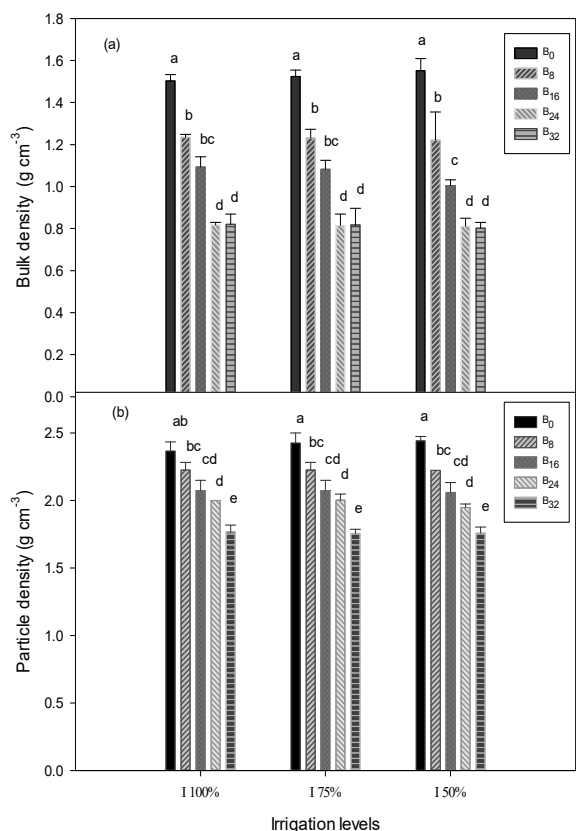 (a)
Bulk density (g cm⁻³)
1.8
1.6
1.4
1.2
1.0
0.8
0.6
0.4
0.2
0.0
a b bc d d
a b bc d d
a b c d d
B₀
B₈
B₁₆
B₂₄
B₃₂
(b)
Particle density (g cm⁻³)
2.5
2.0
1.5
1.0
0.5
0.0
ab bc cd d e
a bc cd d e
a bc cd d e
B₀
B₈
B₁₆
B₂₄
B₃₂
I 100% I 75% I 50%
Irrigation levels